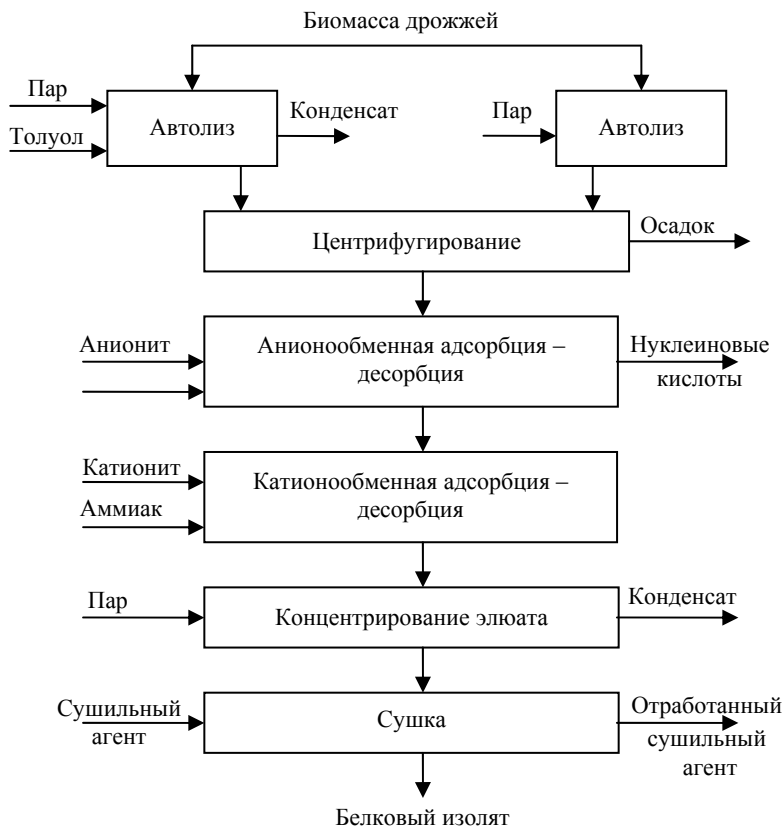 Биомасса дрожжей
Пар
Толуол
Автолиз
Конденсат
Пар
Автолиз
Центрифугирование
Осадок
Анионит
Анионообменная адсорбция –
десорбция
Нуклеиновые
кислоты
Катионит
Аммиак
Катионообменная адсорбция –
десорбция
Пар
Концентрирование элюата
Конденсат
Сушильный
агент
Сушка
Отработанный
сушильный
агент
Белковый изолят